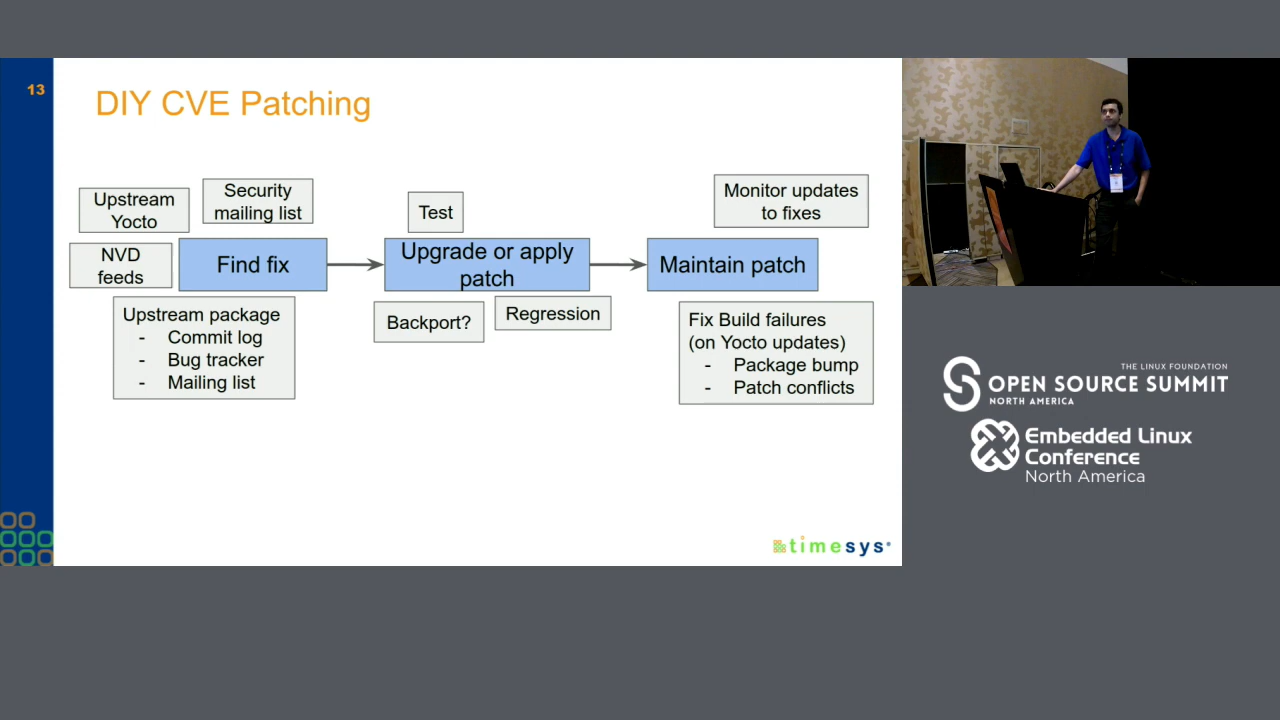 13
DIY CVE Patching
Upstream
Yocto
Security
mailing list
NVD
feeds
Find fix
Upstream package
- Commit log
- Bug tracker
- Mailing list
Test
Upgrade or apply
patch
Backport?
Regression
Monitor updates
to fixes
Maintain patch
Fix Build failures
(on Yocto updates)
- Package bump
- Patch conflicts
timesys
THE LINUX FOUNDATION
OPEN SOURCE SUMMIT
NORTH AMERICA
Embedded Linux
Conference
North America